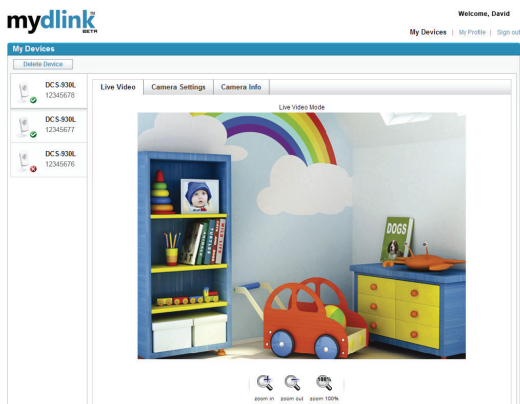 mydlink™
BETA
Welcome, David
My Devices | My Profile | Sign out
My Devices
Delete Device
DCS-930L
12345678
DCS-930L
12345677
DCS-930L
12345676
Live Video
Camera Settings
Camera Info
Live Video Mode
DOGS
100%
zoom in
zoom out
zoom 100%